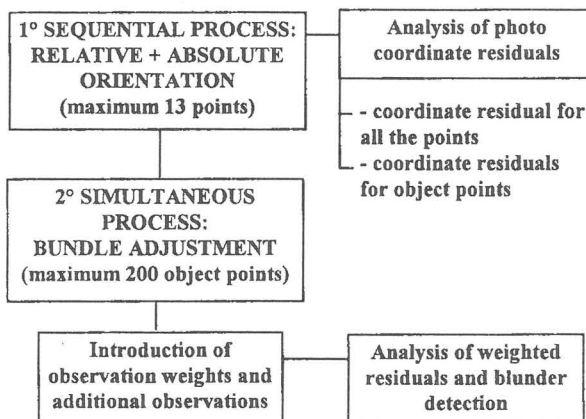 1° SEQUENTIAL PROCESS:
RELATIVE + ABSOLUTE
ORIENTATION
(maximum 13 points)
Analysis of photo
coordinate residuals
- coordinate residual for
all the points
- coordinate residuals
for object points
2° SIMULTANEOUS
PROCESS:
BUNDLE ADJUSTMENT
(maximum 200 object points)
Introduction of
observation weights and
additional observations
Analysis of weighted
residuals and blunder
detection